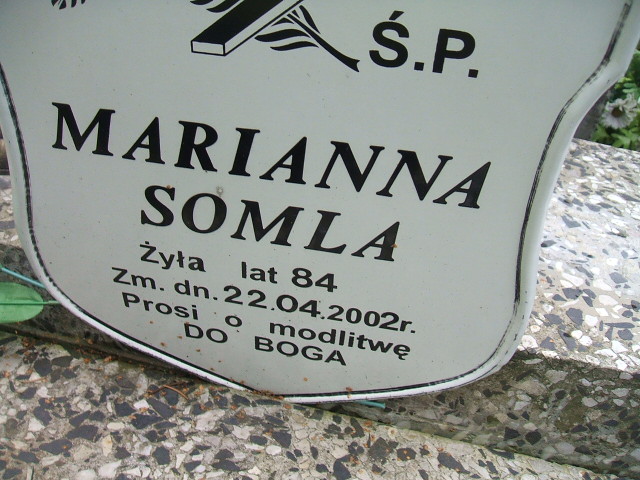 Ś.P.
MARIANNA
SOMLA
Żyła lat 84
Zm. dn. 22.04.2002r.
Prosi o modlitwę
DO BOGA